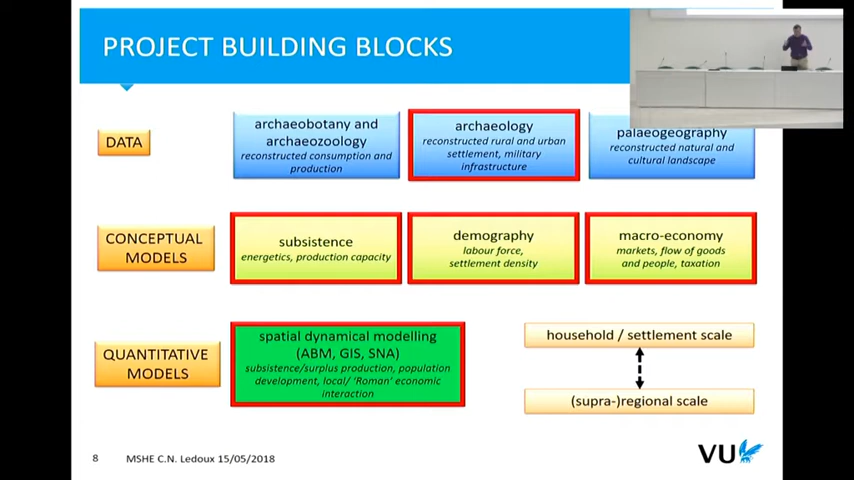 PROJECT BUILDING BLOCKS
DATA
archaeobotany and
archaeozoology
reconstructed consumption and
production
archaeology
reconstructed rural and urban
settlement, military
infrastructure
palaeogeography
reconstructed natural and
cultural landscape
CONCEPTUAL
MODELS
subsistence
energetics, production capacity
demography
labour force,
settlement density
macro-economy
markets, flow of goods
and people, taxation
QUANTITATIVE
MODELS
spatial dynamical modelling
(ABM, GIS, SNA)
subsistence/surplus production, population
development, local/ 'Roman' economic
interaction
household / settlement scale
(supra-)regional scale
8 MSHE C.N. Ledoux 15/05/2018
VU